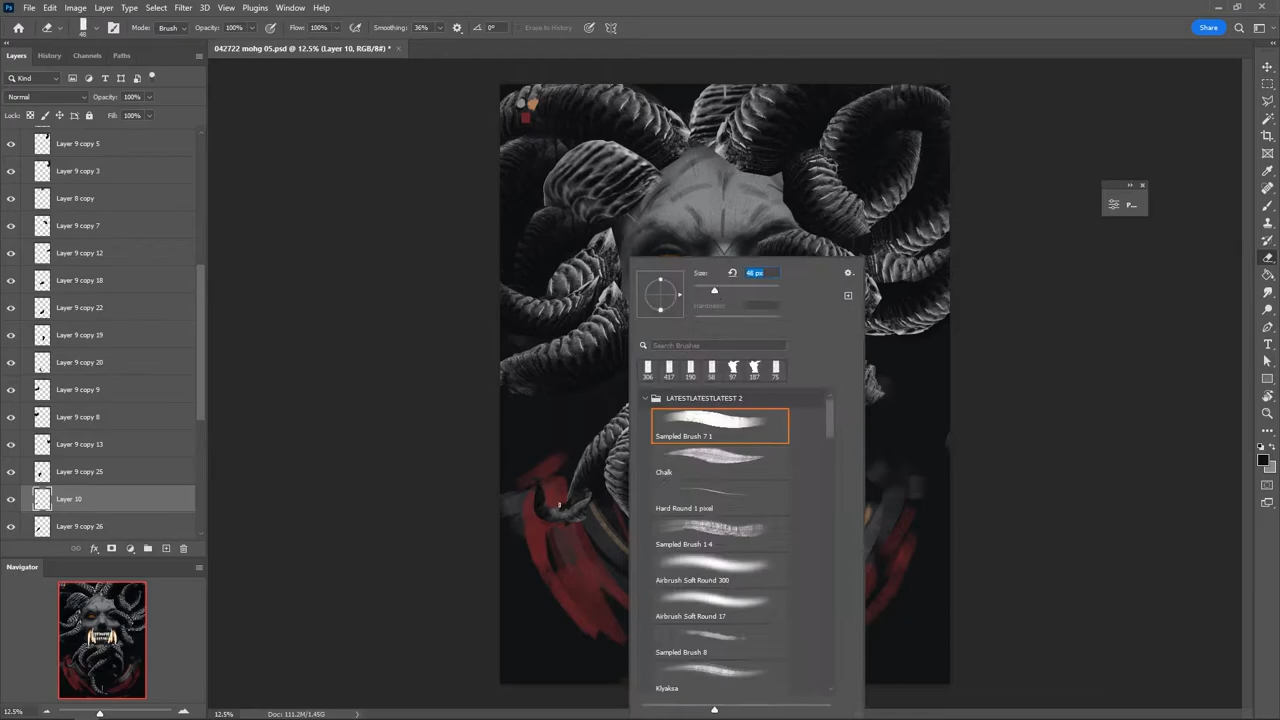 Ps File Edit Image Layer Type Select Filter 3D View Plugins Window Help
48 Mode: Brush Opacity: 100% Flow: 100% Smoothing: 36% 0° Erase to History Share
Layers History Channels Paths 042722 mohg 05.psd @ 12.5% (Layer 10, RGB/8#) *
Kind
Normal Opacity: 100%
Lock: Fill: 100%
Layer 9 copy 5
Layer 9 copy 3
Layer 8 copy
Layer 9 copy 7
Layer 9 copy 12
Layer 9 copy 18
Layer 9 copy 22
Layer 9 copy 19
Layer 9 copy 20
Layer 9 copy 9
Layer 9 copy 8
Layer 9 copy 13
Layer 9 copy 25
Layer 10
Layer 9 copy 26
fx
Navigator
12.5%
12.5% Doc: 111.2M/1.45G
P...
Size: 48 px
Hardness:
Search Brushes
306 417 190 58 97 187 75
LATESTLATESTLATEST 2
Sampled Brush 7 1
Chalk
Hard Round 1 pixel
Sampled Brush 1 4
Airbrush Soft Round 300
Airbrush Soft Round 17
Sampled Brush 8
Klyaksa